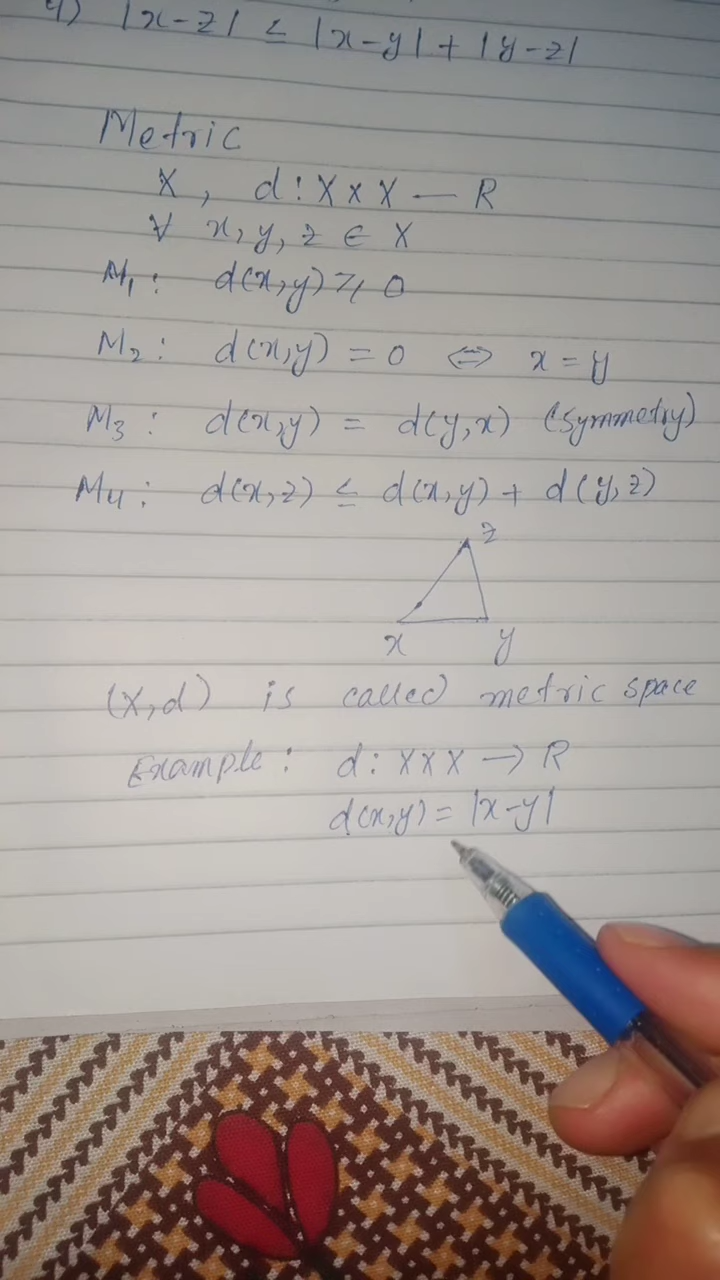 4) |x-z| ≤ |x-y| + |y-z|
Metric
X, d: X×X — R
∀ x, y, z ∈ X
M₁: d(x,y) ≥ 0
M₂: d(x,y) = 0 ⇔ x = y
M₃: d(x,y) = d(y,x) (symmetry)
M₄: d(x,z) ≤ d(x,y) + d(y,z)
z
x y
(X,d) is called metric space
Example: d: X×X → R
d(x,y) = |x-y|